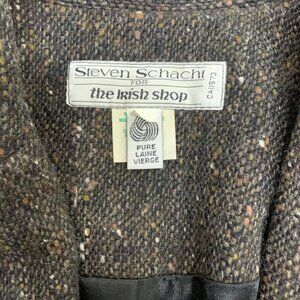 Steven Schacht
FOR
the Irish shop
PURE
LAINE
VIERGE